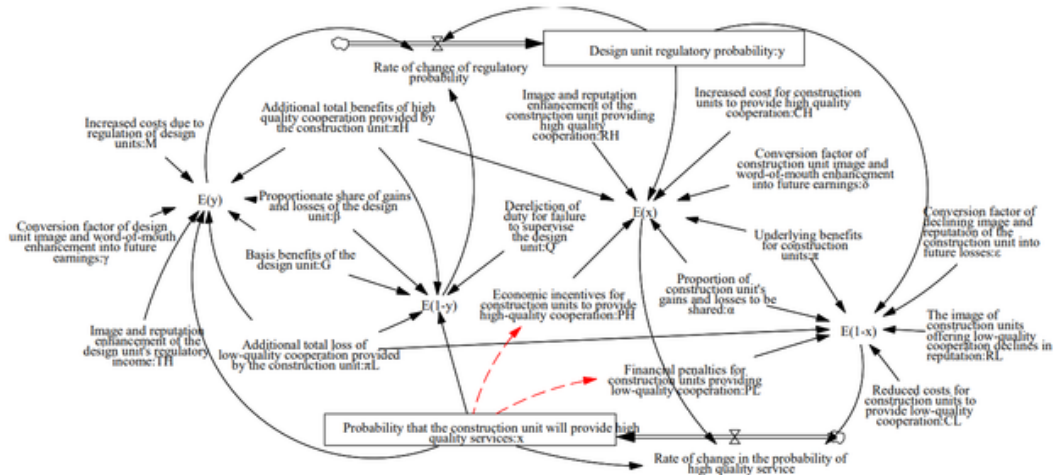 Design unit regulatory probability:y
Rate of change of regulatory
probability
Increased costs due to
regulation of design
units:M
Additional total benefits of high
quality cooperation provided by
the construction unit:πH
Image and reputation
enhancement of the
construction unit providing
high quality
cooperation:RH
Increased cost for construction
units to provide high quality
cooperation:CH
Conversion factor of
construction unit image and
word-of-mouth enhancement
into future earnings:δ
E(y)
Proportionate share of gains
and losses of the design
unit:β
Dereliction of
duty for failure
to supervise
the design
unit:Q
E(x)
Conversion factor of design
unit image and word-of-mouth
enhancement into future
earnings:γ
Basis benefits of the
design unit:G
Underlying benefits
for construction
units:π
Conversion factor of
declining image and
reputation of the
construction unit into
future losses:ε
E(1-y)
Economic incentives for
construction units to provide
high-quality cooperation:PH
Proportion of
construction unit's
gains and losses to be
shared:α
E(1-x)
Image and reputation
enhancement of the
design unit's regulatory
income:TH
Additional total loss of
low-quality cooperation provided
by the construction unit:πL
The image of
construction units
offering low-quality
cooperation declines in
reputation:RL
Financial penalties for
construction units providing
low-quality cooperation:PL
Reduced costs for
construction units to
provide low-quality
cooperation:CL
Probability that the construction unit will provide high
quality services:x
Rate of change in the probability of
high quality service